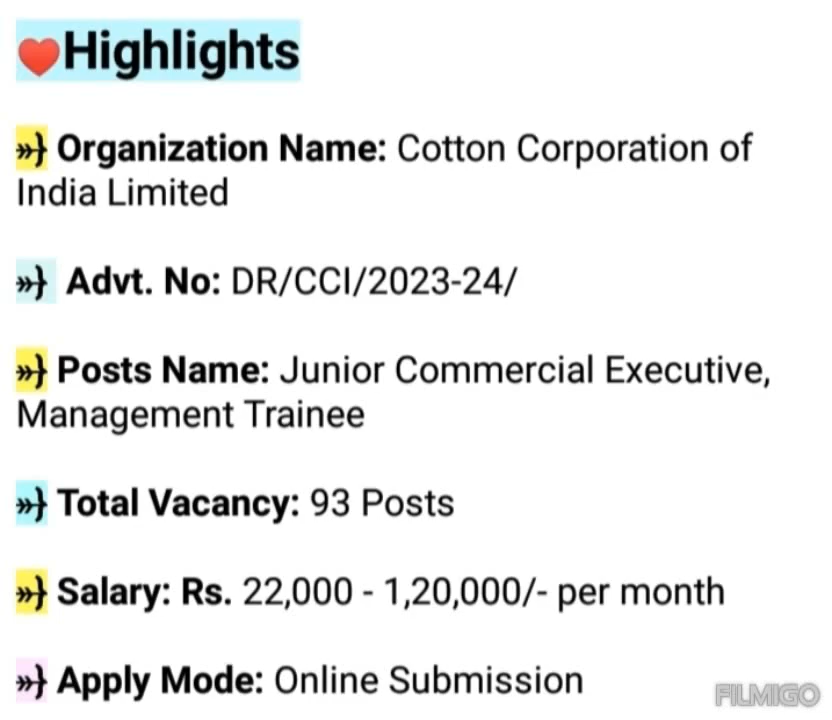 ❤️Highlights
»} Organization Name: Cotton Corporation of
India Limited
»} Advt. No: DR/CCI/2023-24/
»} Posts Name: Junior Commercial Executive,
Management Trainee
»} Total Vacancy: 93 Posts
»} Salary: Rs. 22,000 - 1,20,000/- per month
»} Apply Mode: Online Submission
FILMIGO